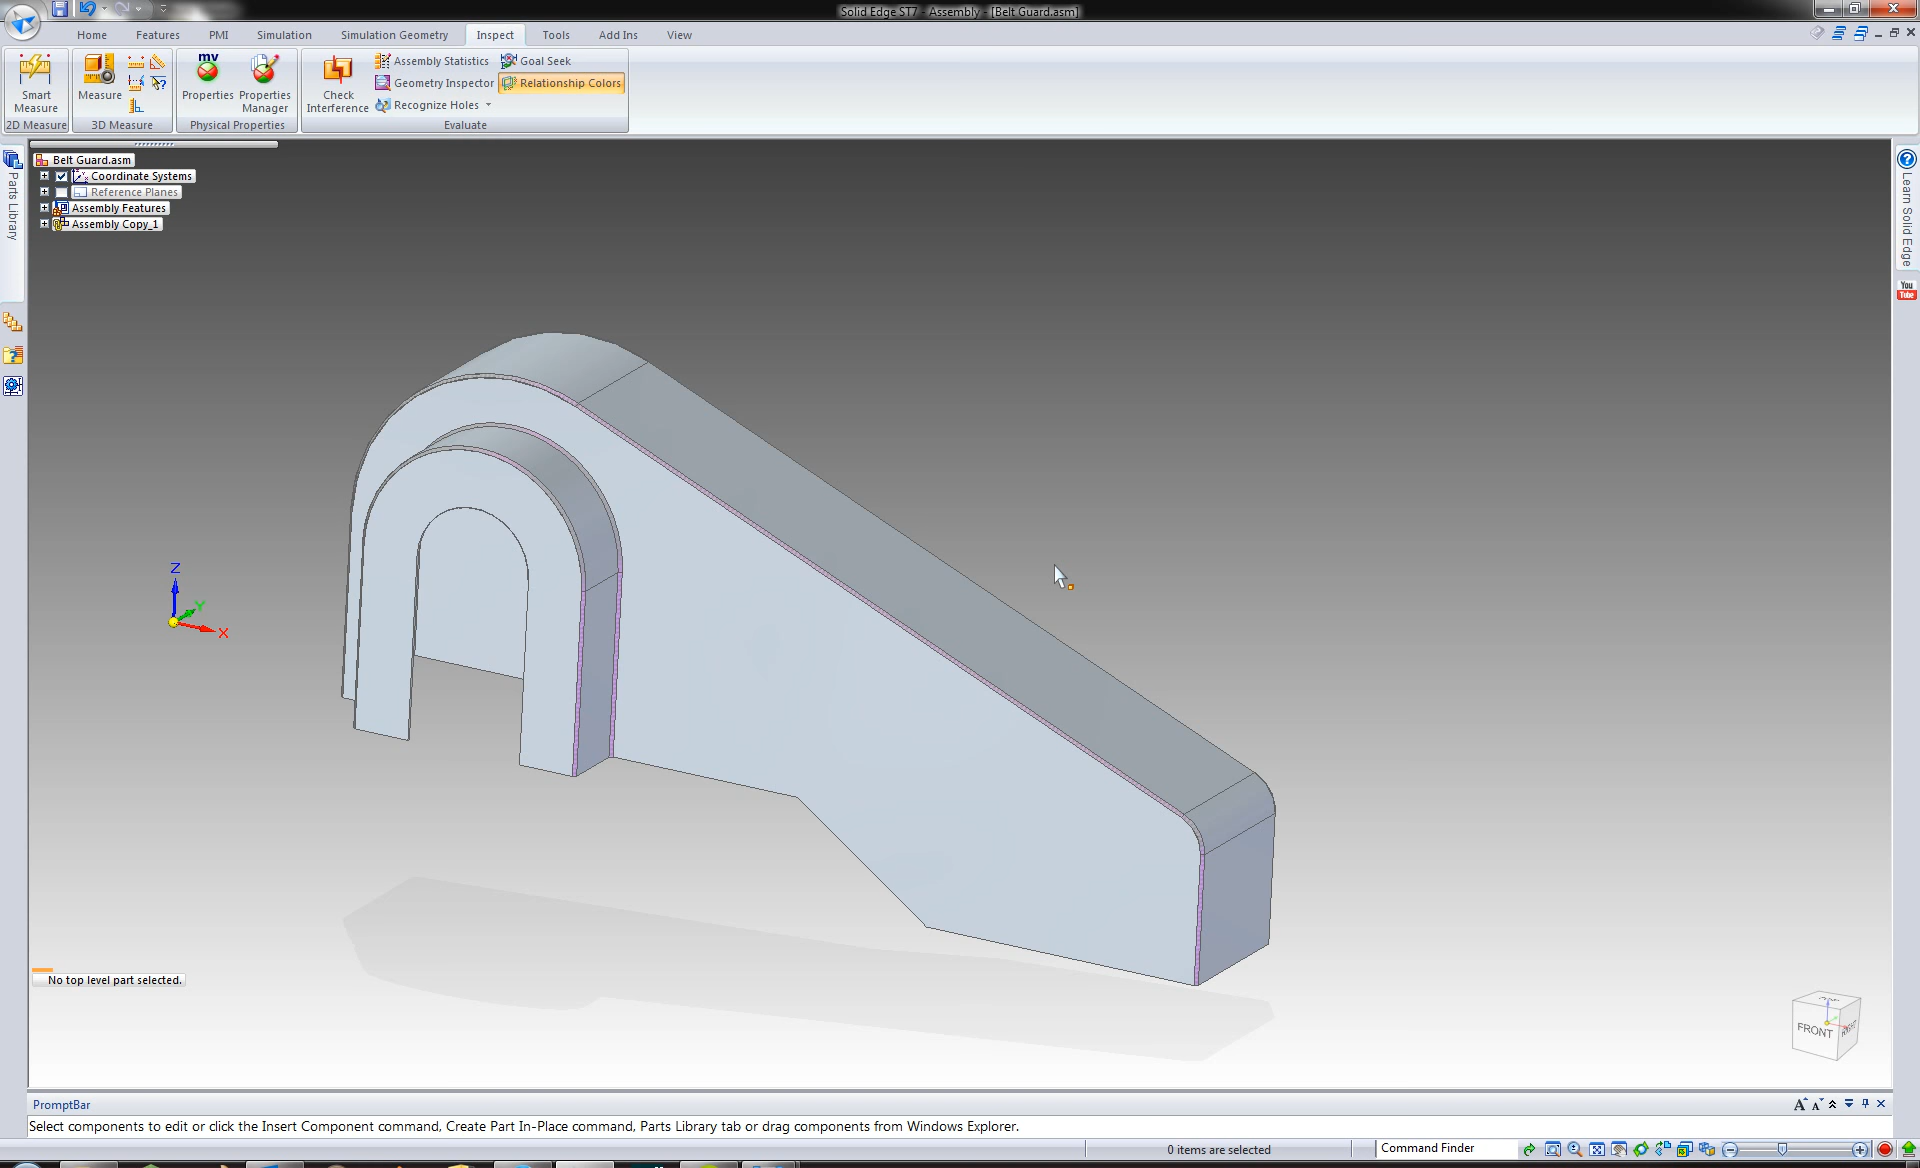 Solid Edge ST7 - Assembly - [Belt Guard.asm]
Home Features PMI Simulation Simulation Geometry Inspect Tools Add Ins View
Smart Measure
2D Measure
Measure
3D Measure
mv
Properties
Properties Manager
Physical Properties
Check Interference
Assembly Statistics
Geometry Inspector
Recognize Holes
Goal Seek
Relationship Colors
Evaluate
Parts Library
Belt Guard.asm
Coordinate Systems
Reference Planes
Assembly Features
Assembly Copy_1
Learn Solid Edge
You
Tube
Z
Y
X
No top level part selected.
FRONT
RIGHT
PromptBar
Select components to edit or click the Insert Component command, Create Part In-Place command, Parts Library tab or drag components from Windows Explorer.
0 items are selected
Command Finder